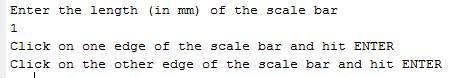 Enter the length (in mm) of the scale bar
1
Click on one edge of the scale bar and hit ENTER
Click on the other edge of the scale bar and hit ENTER